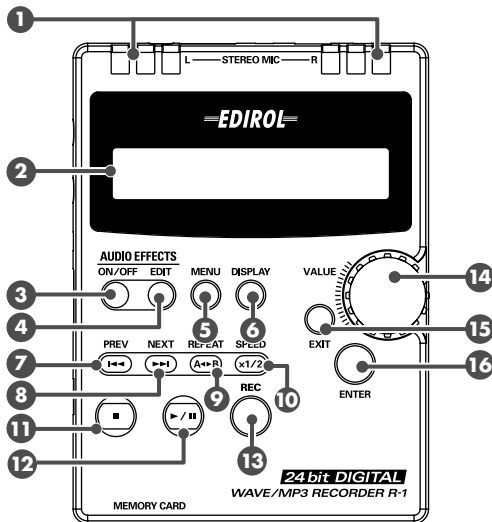 1
L STEREO MIC R
EDIROL
2
AUDIO EFFECTS
ON/OFF EDIT MENU DISPLAY VALUE
14
3
4 5 6 15
EXIT
PREV NEXT REPEAT SPEED
7 A B x1/2 16
8 9 10
REC ENTER
11
12 13
24bit DIGITAL
WAVE/MP3 RECORDER R-1
MEMORY CARD